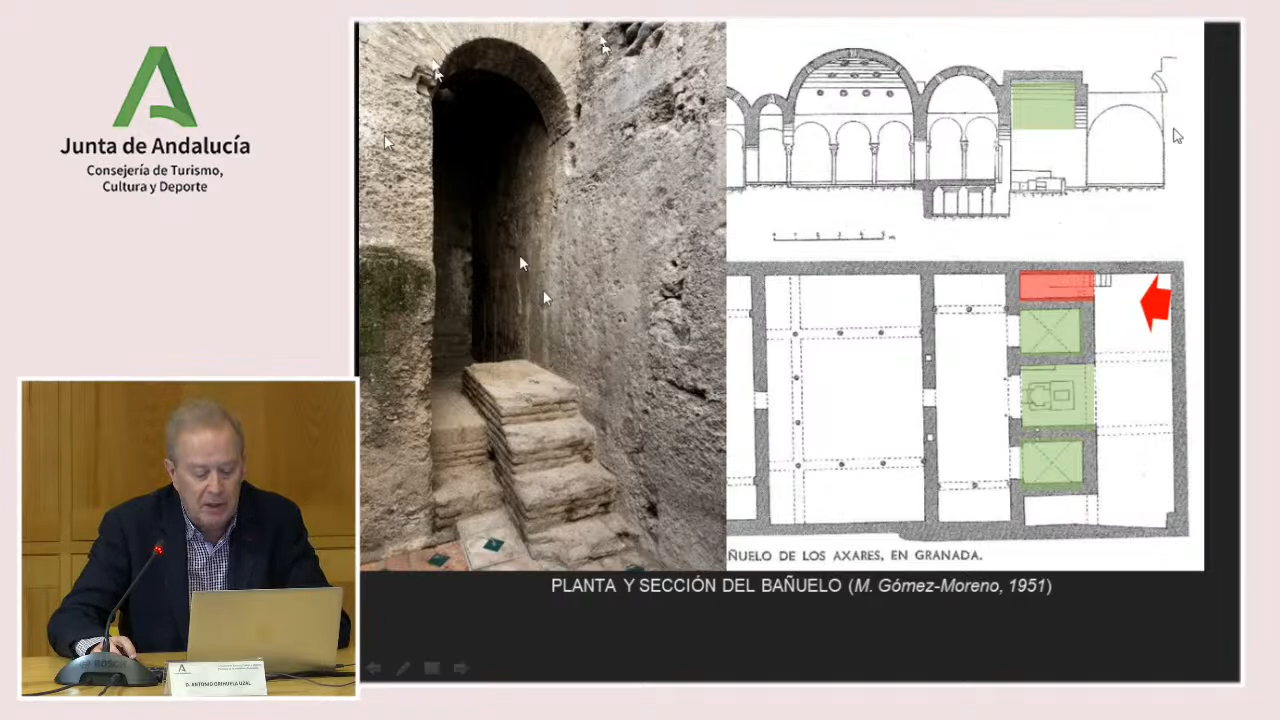 Junta de Andalucía
Consejería de Turismo,
Cultura y Deporte
ÑUELO DE LOS AXARES, EN GRANADA.
PLANTA Y SECCIÓN DEL BAÑUELO (M. Gómez-Moreno, 1951)
BOSCH
D. ANTONIO ORIHUELA UZAL